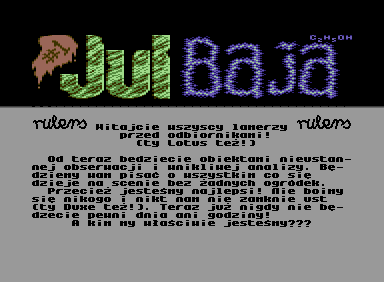 C₂H₅OH
Jul Baja
rulers rulers
Witajcie wszyscy lamerzy
przed odbiornikami!
(ty Lotus też!)
Od teraz będziecie obiektami nieustan-
nej obserwacji i wnikliwej analizy. Bę-
dziemy wam pisać o wszystkim co się
dzieje na scenie bez żadnych ogródek.
Przecież jesteśmy najlepsi! Nie boimy
się nikogo i nikt nam nie zamknie ust
(ty Duxe też!). Teraz już nigdy nie bę-
dziecie pewni dnia ani godziny!
A kim my właściwie jesteśmy???